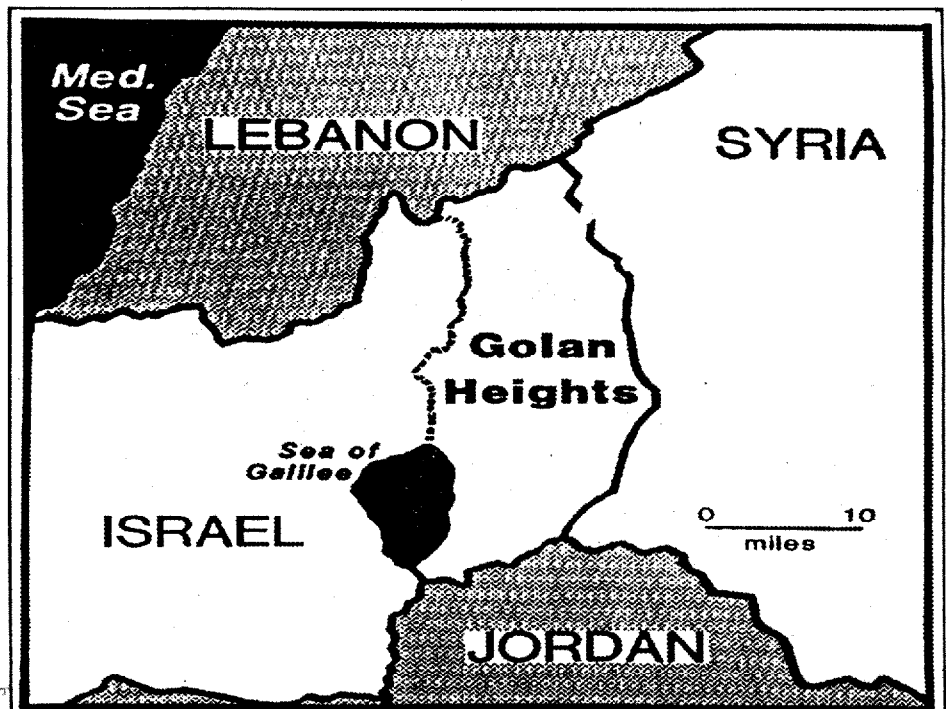 Med.
Sea
LEBANON
SYRIA
Golan
Heights
Sea of
Galilee
ISRAEL
0 10
miles
JORDAN